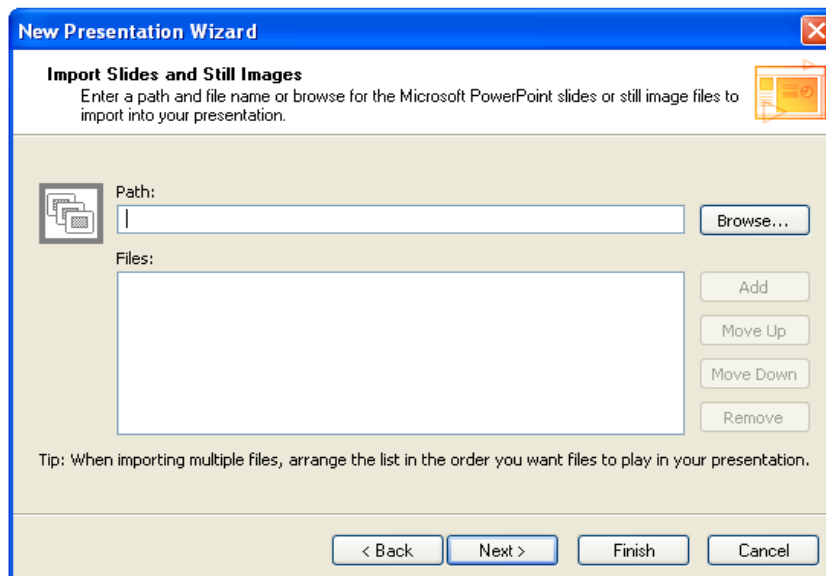 New Presentation Wizard
Import Slides and Still Images
Enter a path and file name or browse for the Microsoft PowerPoint slides or still image files to
import into your presentation.
Path:
Browse...
Files:
Add
Move Up
Move Down
Remove
Tip: When importing multiple files, arrange the list in the order you want files to play in your presentation.
< Back
Next >
Finish
Cancel